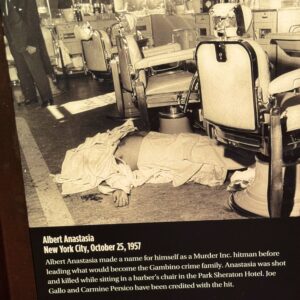 Albert Anastasia
New York City, October 25, 1957
Albert Anastasia made a name for himself as a Murder Inc. hitman before
leading what would become the Gambino crime family. Anastasia was shot
and killed while sitting in a barber's chair in the Park Sheraton Hotel. Joe
Gallo and Carmine Persico have been credited with the hit.